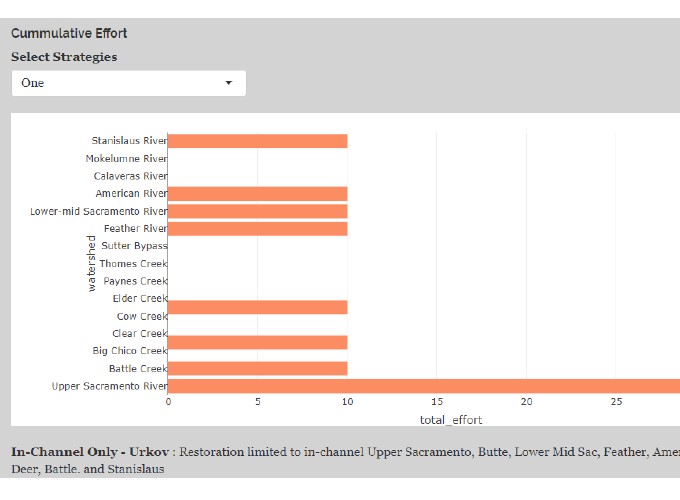 Cummulative Effort
Select Strategies
One
Stanislaus River
Mokelumne River
Calaveras River
American River
Lower-mid Sacramento River
Feather River
Sutter Bypass
Thomes Creek
Paynes Creek
Elder Creek
Cow Creek
Clear Creek
Big Chico Creek
Battle Creek
Upper Sacramento River
watershed
0 5 10 15 20 25
total_effort
In-Channel Only - Urkov : Restoration limited to in-channel Upper Sacramento, Butte, Lower Mid Sac, Feather, Amer
Deer, Battle. and Stanislaus